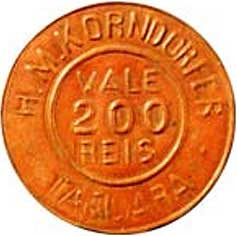 H. M. KORNDORFER
VALE
200
REIS
TAQUARA